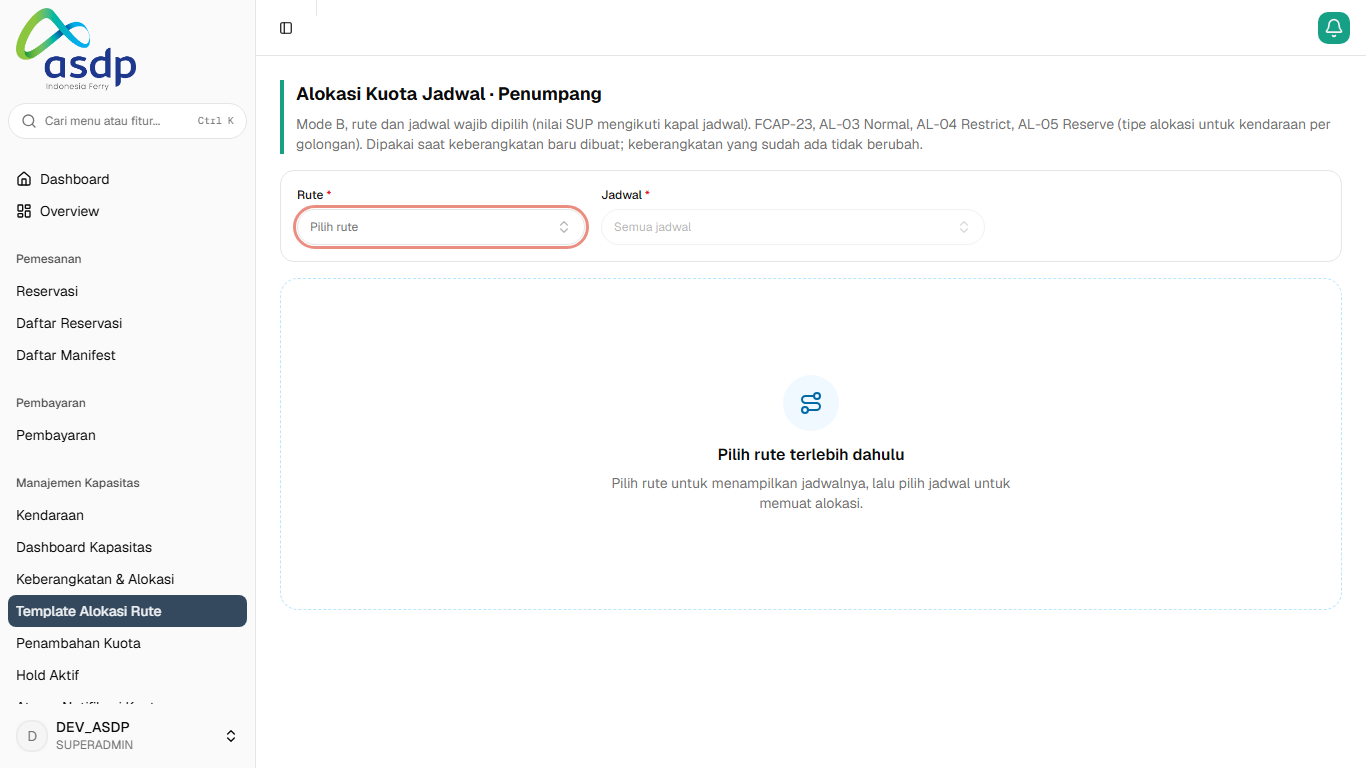 asdp
Indonesia Ferry
Cari menu atau fitur... Ctrl K
Dashboard
Overview
Pemesanan
Reservasi
Daftar Reservasi
Daftar Manifest
Pembayaran
Pembayaran
Manajemen Kapasitas
Kendaraan
Dashboard Kapasitas
Keberangkatan & Alokasi
Template Alokasi Rute
Penambahan Kuota
Hold Aktif
D
DEV_ASDP
SUPERADMIN
Alokasi Kuota Jadwal · Penumpang
Mode B, rute dan jadwal wajib dipilih (nilai SUP mengikuti kapal jadwal). FCAP-23, AL-03 Normal, AL-04 Restrict, AL-05 Reserve (tipe alokasi untuk kendaraan per
golongan). Dipakai saat keberangkatan baru dibuat; keberangkatan yang sudah ada tidak berubah.
Rute * Jadwal *
Pilih rute Semua jadwal
Pilih rute terlebih dahulu
Pilih rute untuk menampilkan jadwalnya, lalu pilih jadwal untuk
memuat alokasi.